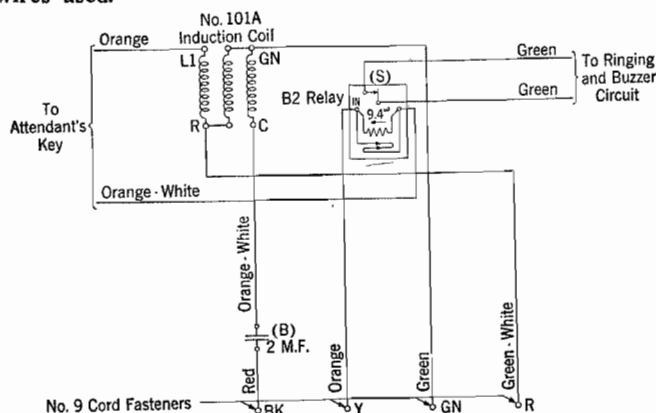 wires used.
No. 101A
Induction Coil
Orange
L1
GN
Green
(S)
To Ringing
and Buzzer
Circuit
B2 Relay
IN
9.4ω
Green
To
Attendant's
Key
R
C
Orange-White
Orange-White
(B)
2 M.F.
Red
Orange
Green
Green-White
No. 9 Cord Fasteners
BK
Y
GN
R